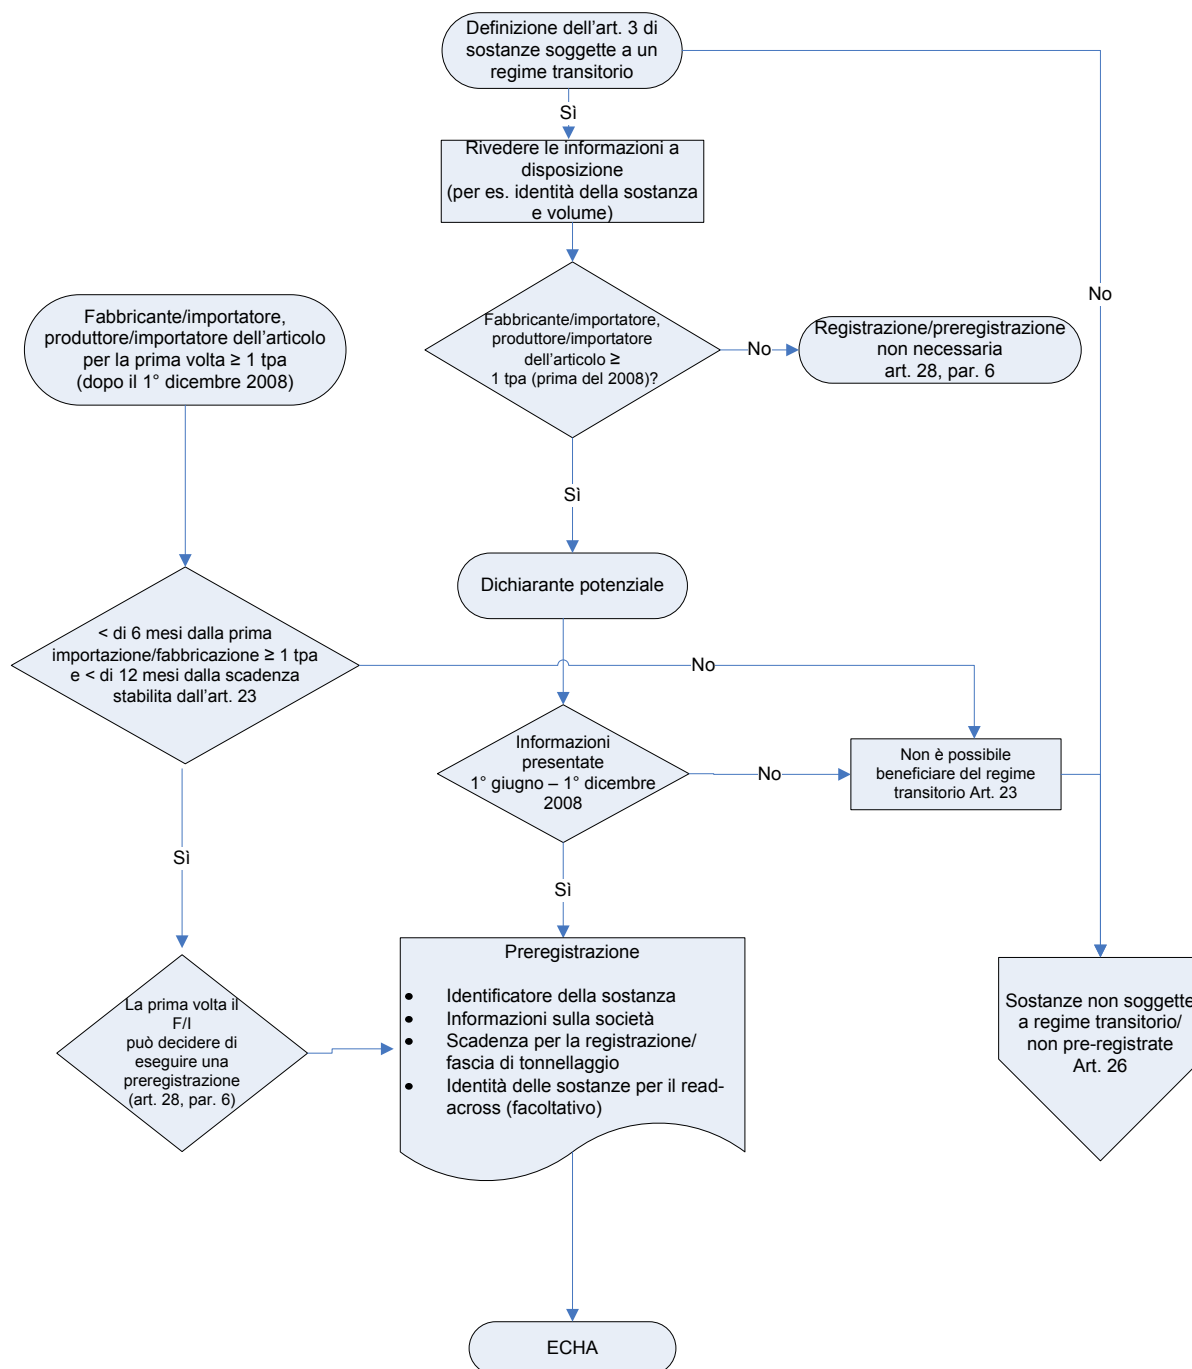 Definizione dell'art. 3 di
sostanze soggette a un
regime transitorio
Sì
Rivedere le informazioni a
disposizione
(per es. identità della sostanza
e volume)
No
Fabbricante/importatore,
produttore/importatore dell'articolo
per la prima volta ≥ 1 tpa
(dopo il 1° dicembre 2008)
Fabbricante/importatore,
produttore/importatore
dell'articolo ≥
1 tpa (prima del 2008)?
No
Registrazione/preregistrazione
non necessaria
art. 28, par. 6
Sì
Dichiarante potenziale
< di 6 mesi dalla prima
importazione/fabbricazione ≥ 1 tpa
e < di 12 mesi dalla scadenza
stabilita dall'art. 23
No
Informazioni
presentate
1° giugno – 1° dicembre
2008
No
Non è possibile
beneficiare del regime
transitorio Art. 23
Sì
Sì
La prima volta il
F/I
può decidere di
eseguire una
preregistrazione
(art. 28, par. 6)
Preregistrazione
• Identificatore della sostanza
• Informazioni sulla società
• Scadenza per la registrazione/
fascia di tonnellaggio
• Identità delle sostanze per il read-
across (facoltativo)
Sostanze non soggette
a regime transitorio/
non pre-registrate
Art. 26
ECHA